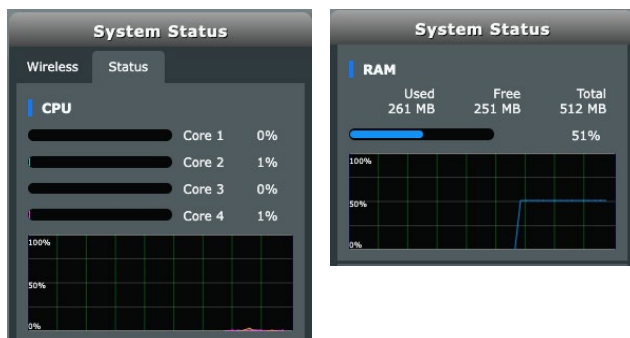 System Status
Wireless Status
CPU
Core 1 0%
Core 2 1%
Core 3 0%
Core 4 1%
100%
50%
0%
System Status
RAM
Used Free Total
261 MB 251 MB 512 MB
51%
100%
50%
0%